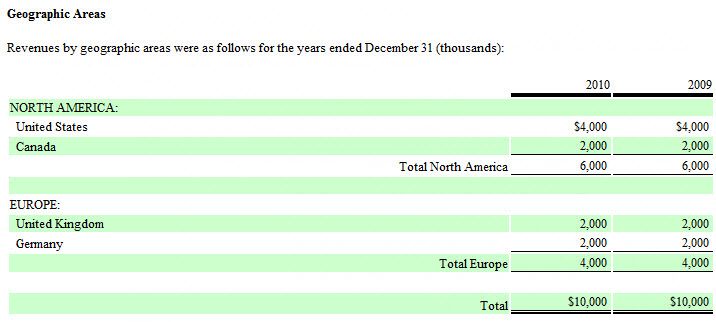 Geographic Areas
Revenues by geographic areas were as follows for the years ended December 31 (thousands):
2010 2009
NORTH AMERICA:
United States $4,000 $4,000
Canada 2,000 2,000
Total North America 6,000 6,000
EUROPE:
United Kingdom 2,000 2,000
Germany 2,000 2,000
Total Europe 4,000 4,000
Total $10,000 $10,000